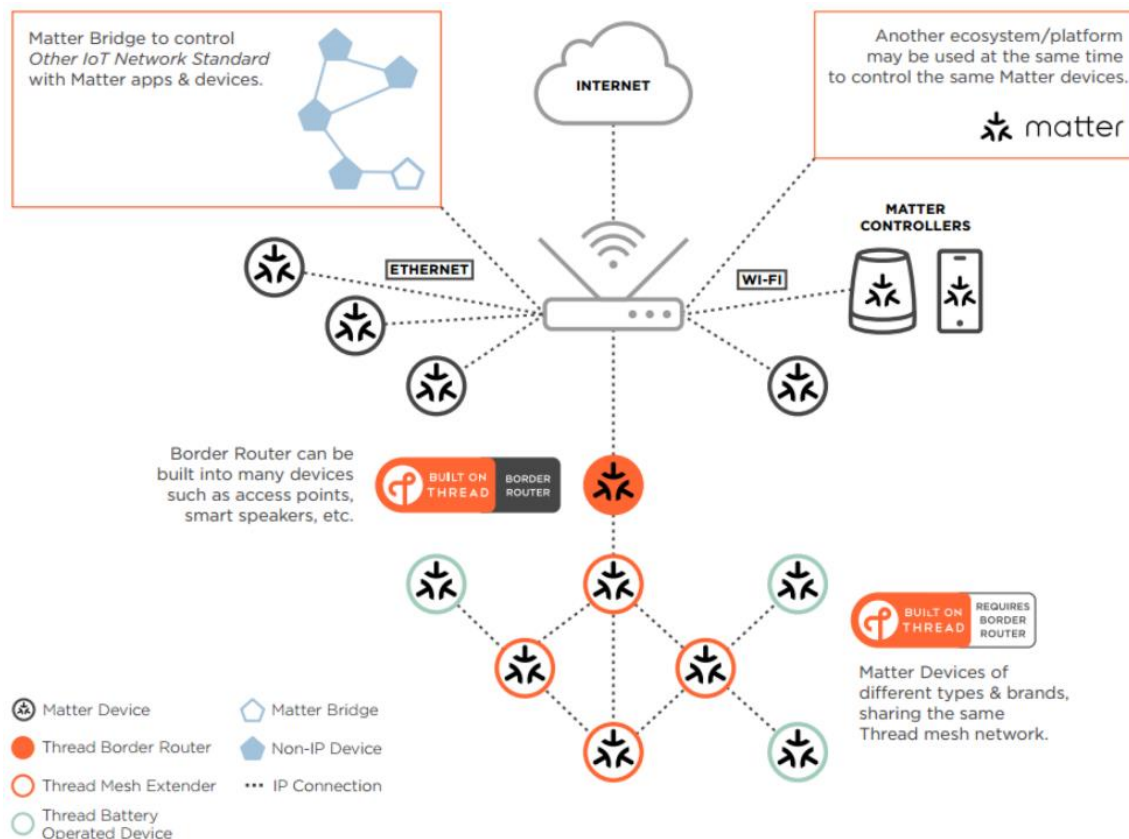 Matter Bridge to control
Other IoT Network Standard
with Matter apps & devices.
INTERNET
Another ecosystem/platform
may be used at the same time
to control the same Matter devices.
matter
MATTER
CONTROLLERS
ETHERNET
WI-FI
Border Router can be
built into many devices
such as access points,
smart speakers, etc.
BUILT ON
THREAD
BORDER
ROUTER
BUILT ON
THREAD
REQUIRES
BORDER
ROUTER
Matter Devices of
different types & brands,
sharing the same
Thread mesh network.
Matter Device
Thread Border Router
Thread Mesh Extender
Thread Battery
Operated Device
Matter Bridge
Non-IP Device
IP Connection